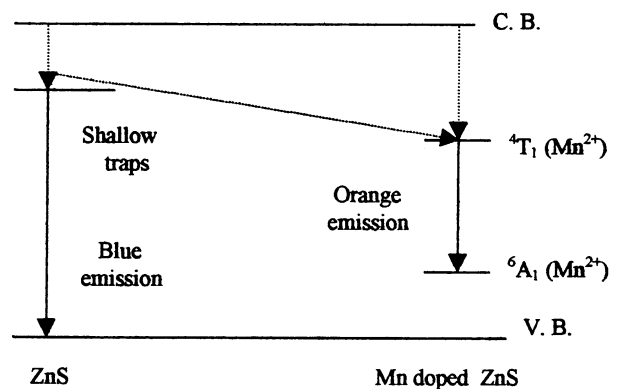 C. B.
Shallow
traps
⁴T₁ (Mn²⁺)
Orange
emission
Blue
emission
⁶A₁ (Mn²⁺)
V. B.
ZnS
Mn doped ZnS